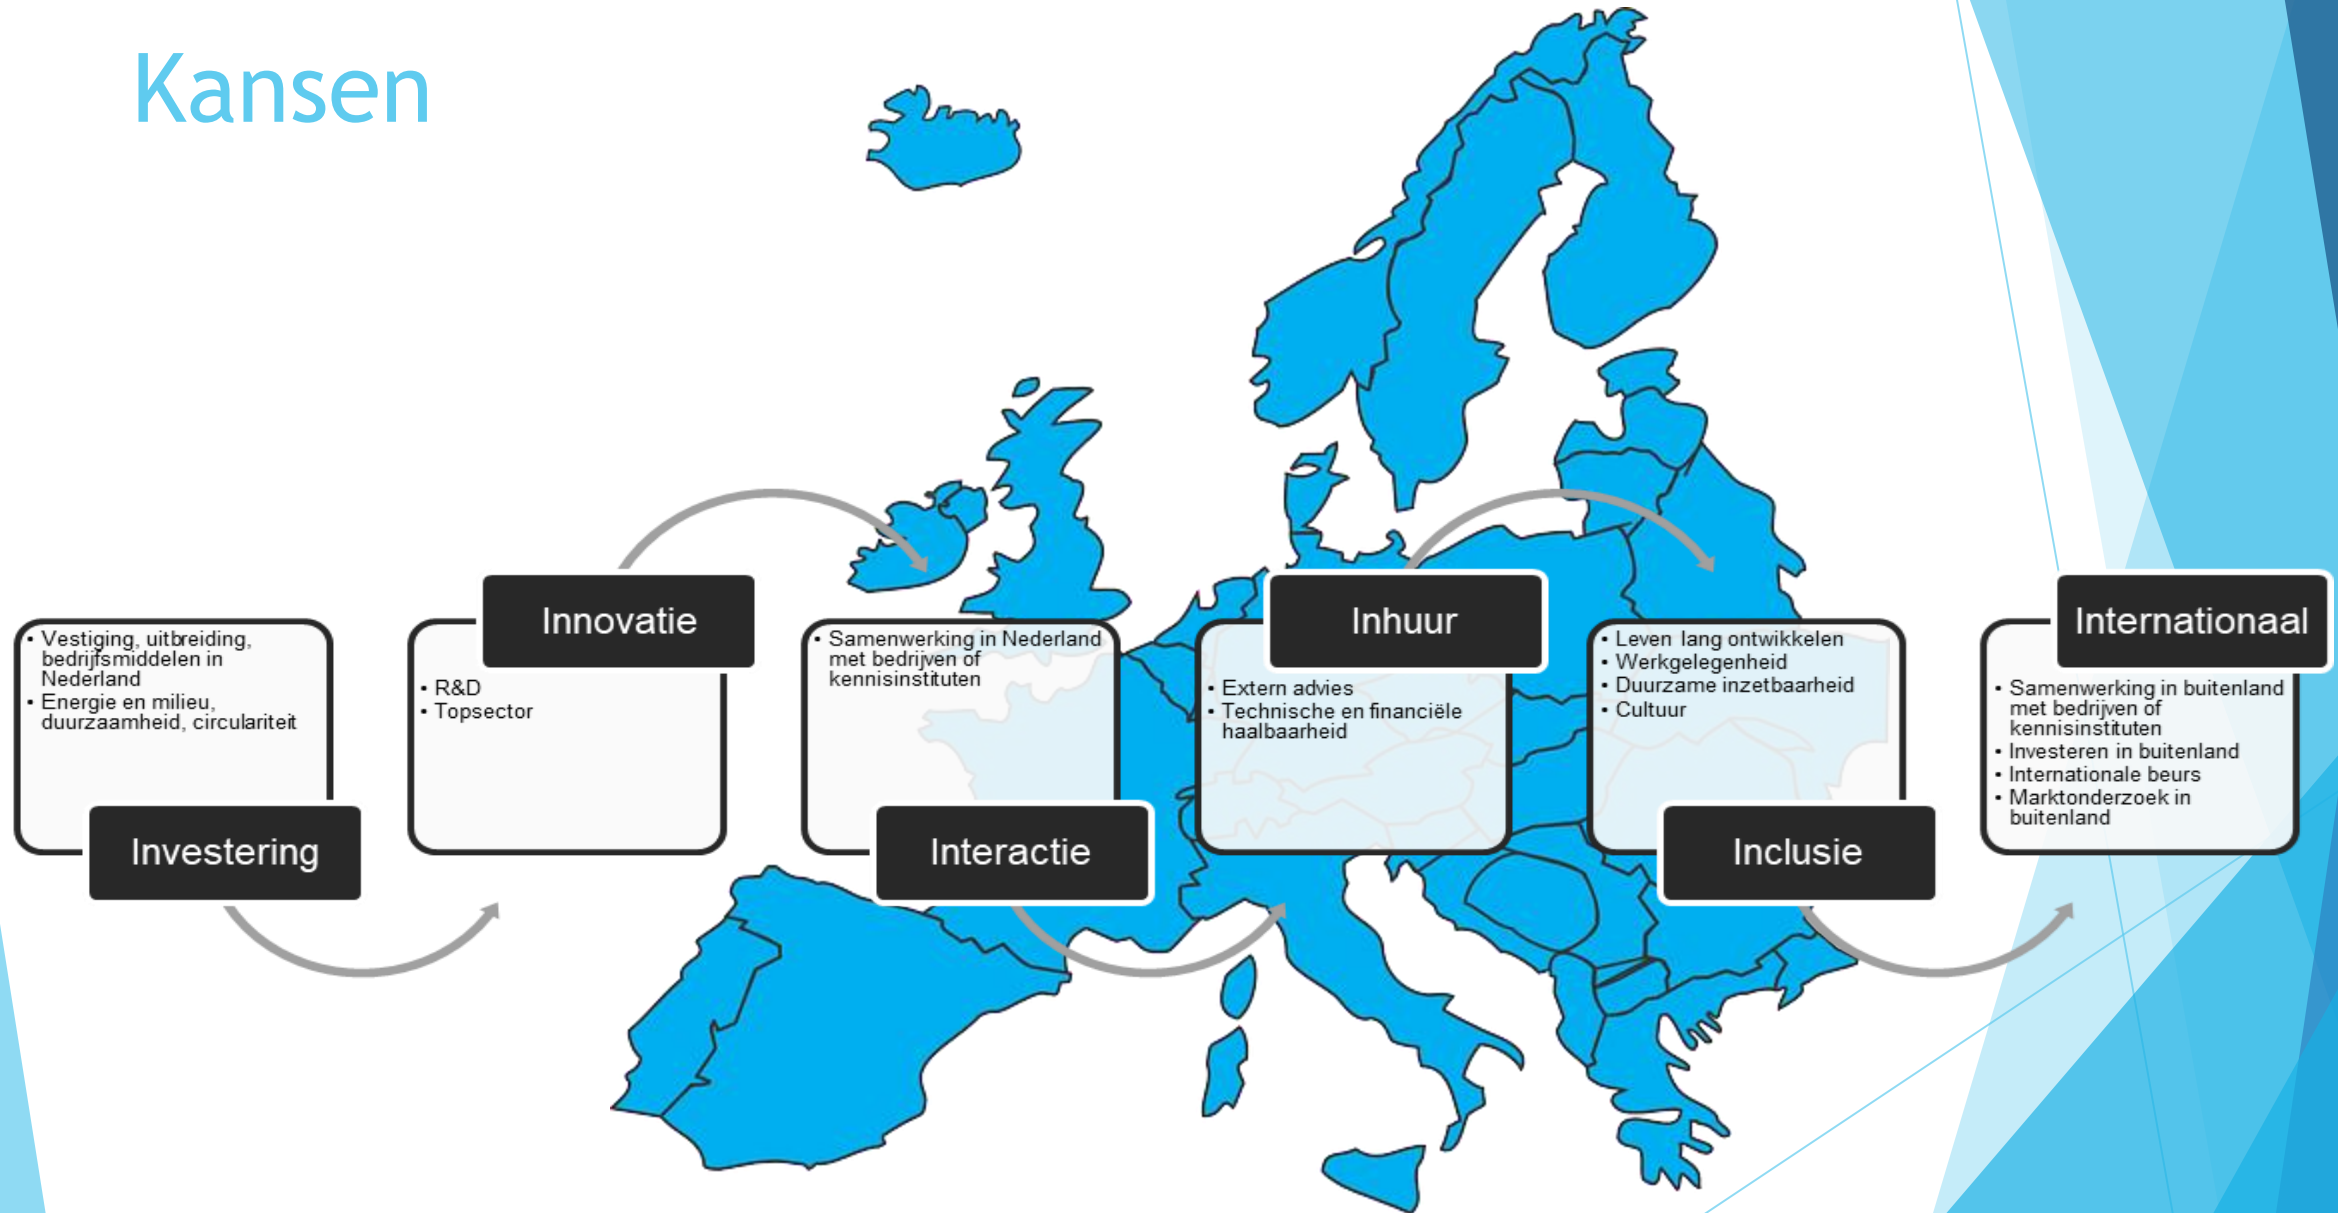 Kansen
• Vestiging, uitbreiding,
bedrijfsmiddelen in
Nederland
• Energie en milieu,
duurzaamheid, circulariteit
Investering
Innovatie
• R&D
• Topsector
• Samenwerking in Nederland
met bedrijven of
kennisinstituten
Interactie
Inhuur
• Extern advies
• Technische en financiële
haalbaarheid
• Leven lang ontwikkelen
• Werkgelegenheid
• Duurzame inzetbaarheid
• Cultuur
Inclusie
Internationaal
• Samenwerking in buitenland
met bedrijven of
kennisinstituten
• Investeren in buitenland
• Internationale beurs
• Marktonderzoek in
buitenland